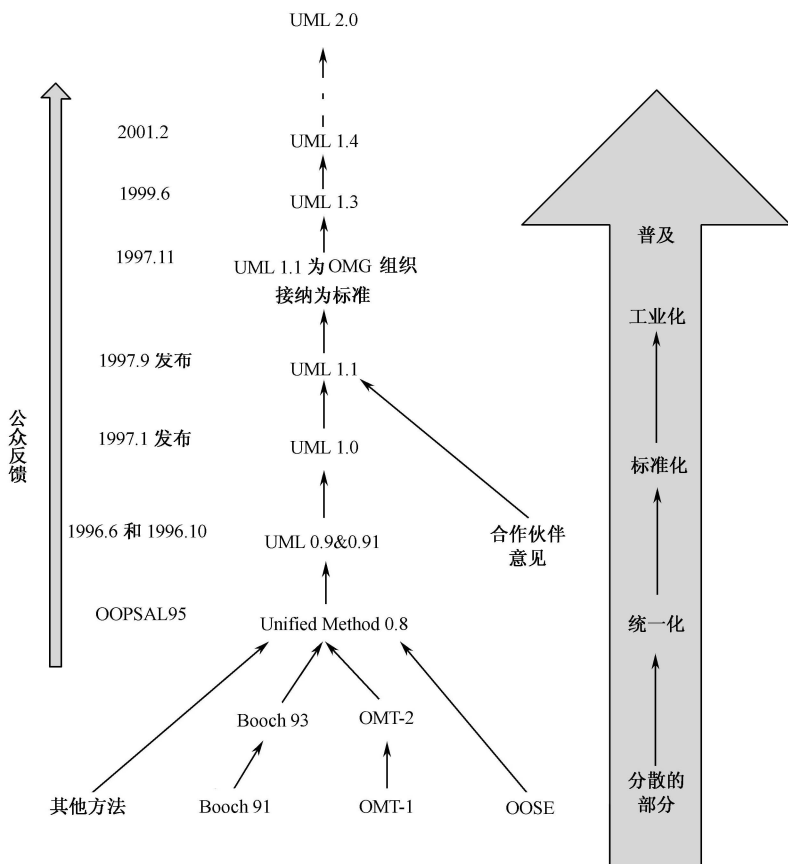 UML 2.0
2001.2
UML 1.4
1999.6
UML 1.3
1997.11
UML 1.1 为 OMG 组织
接纳为标准
1997.9 发布
UML 1.1
1997.1 发布
UML 1.0
1996.6 和 1996.10
UML 0.9&0.91
合作伙伴
意见
OOPSAL95
Unified Method 0.8
Booch 93
OMT-2
其他方法
Booch 91
OMT-1
OOSE
公众反馈
普及
工业化
标准化
统一化
分散的
部分